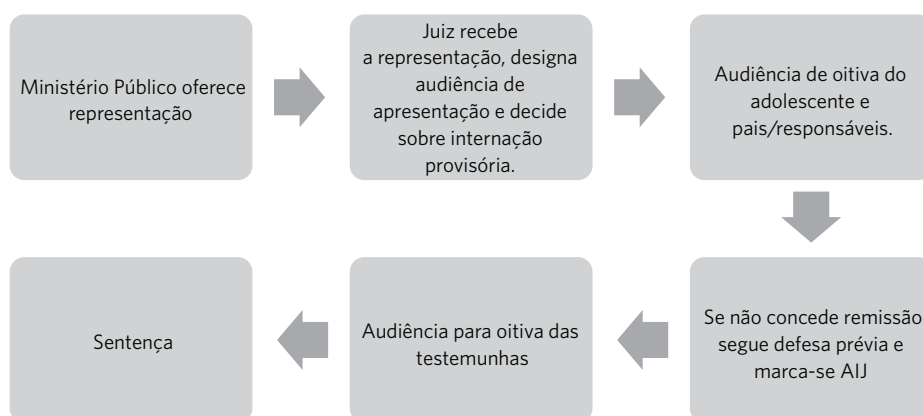 Ministério Público oferece
representação
Juiz recebe
a representação, designa
audiência de
apresentação e decide
sobre internação
provisória.
Audiência de oitiva do
adolescente e
pais/responsáveis.
Se não concede remissão
segue defesa prévia e
marca-se AIJ
Audiência para oitiva das
testemunhas
Sentença